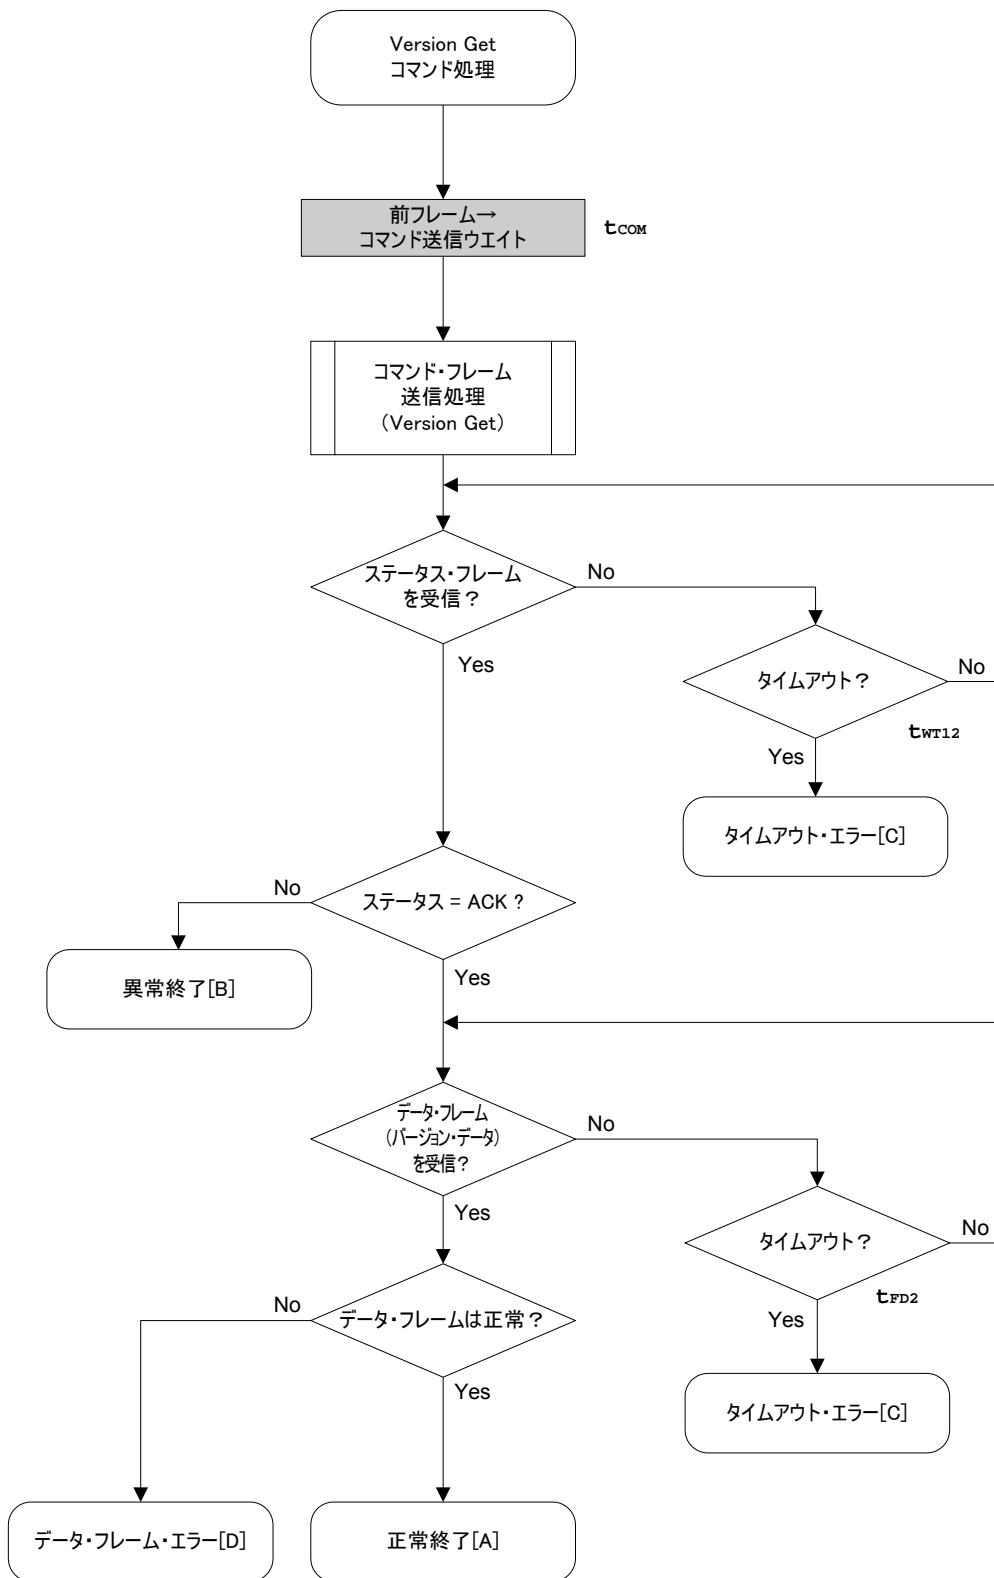 Version Get
コマンド処理
前フレーム→
コマンド送信ウエイト
tCOM
コマンド・フレーム
送信処理
（Version Get）
ステータス・フレーム
を受信？
No
Yes
タイムアウト？
No
tWT12
Yes
タイムアウト・エラー[C]
ステータス = ACK ?
No
異常終了[B]
Yes
データ・フレーム
（バージョン・データ）
を受信？
No
Yes
タイムアウト？
No
tFD2
Yes
タイムアウト・エラー[C]
データ・フレームは正常？
No
Yes
データ・フレーム・エラー[D]
正常終了[A]